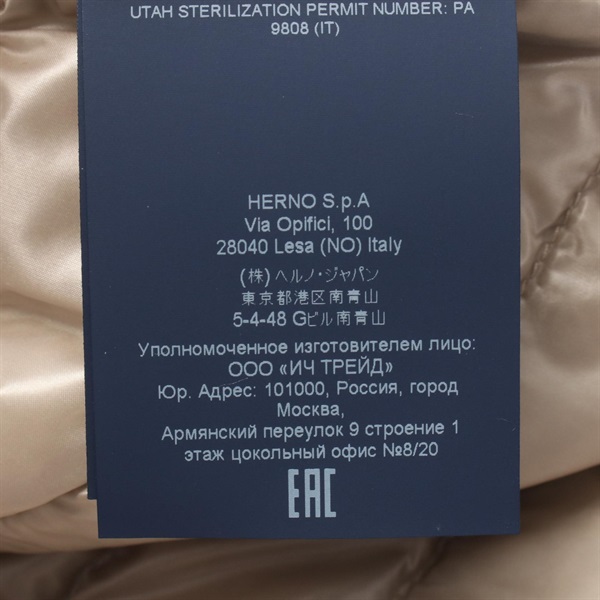 UTAH STERILIZATION PERMIT NUMBER: PA
9808 (IT)
HERNO S.p.A
Via Opifici, 100
28040 Lesa (NO) Italy
(株) ヘルノ・ジャパン
東京都港区南青山
5-4-48 Gビル南青山
Уполномоченное изготовителем лицо:
ООО «ИЧ ТРЕЙД»
Юр. Адрес: 101000, Россия, город
Москва,
Армянский переулок 9 строение 1
этаж цокольный офис №8/20
EAC